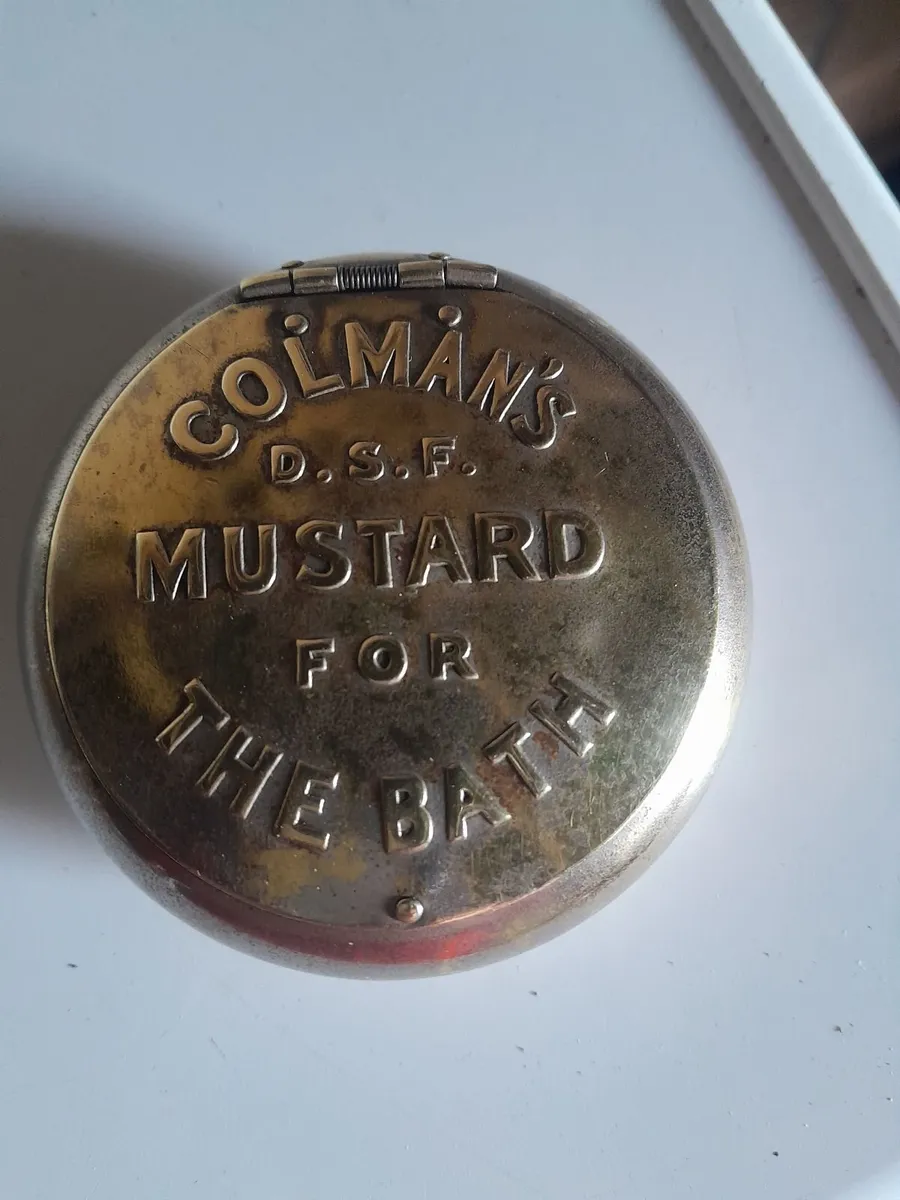 COLMAN'S
D.S.F.
MUSTARD
FOR
THE BATH